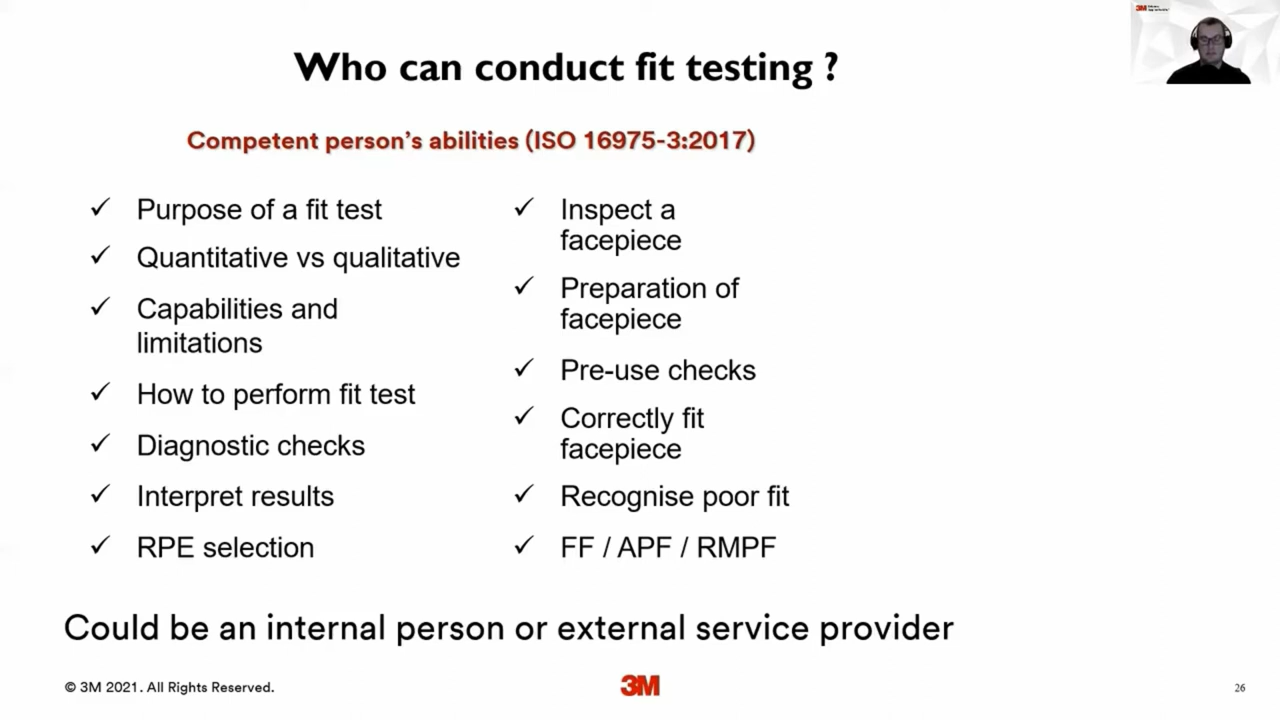 Who can conduct fit testing ?
Competent person's abilities (ISO 16975-3:2017)
✓ Purpose of a fit test
✓ Quantitative vs qualitative
✓ Capabilities and
limitations
✓ How to perform fit test
✓ Diagnostic checks
✓ Interpret results
✓ RPE selection
✓ Inspect a
facepiece
✓ Preparation of
facepiece
✓ Pre-use checks
✓ Correctly fit
facepiece
✓ Recognise poor fit
✓ FF / APF / RMPF
Could be an internal person or external service provider
© 3M 2021. All Rights Reserved.
3M
26
3M